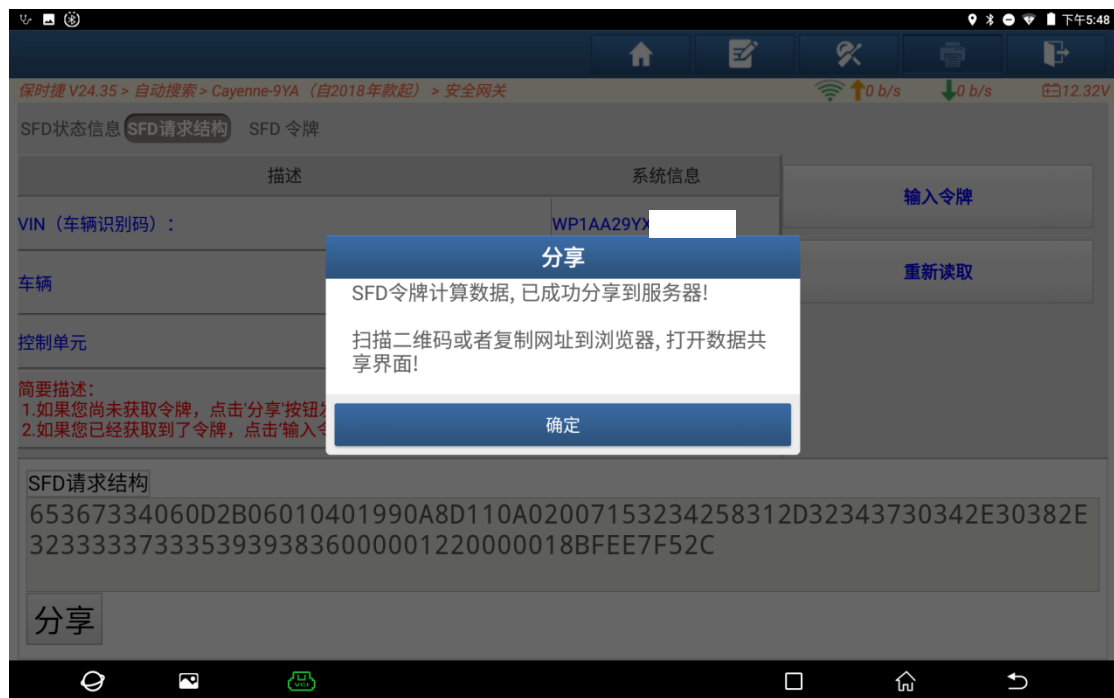 下午5:48
保时捷 V24.35 > 自动搜索 > Cayenne-9YA（自2018年款起）> 安全网关
0 b/s 0 b/s 12.32V
SFD状态信息 SFD请求结构 SFD 令牌
描述 系统信息
输入令牌
VIN（车辆识别码）: WP1AA29YX
分享
重新读取
车辆
SFD令牌计算数据, 已成功分享到服务器!
扫描二维码或者复制网址到浏览器, 打开数据共
享界面!
控制单元
简要描述:
1.如果您尚未获取令牌，点击'分享'按钮
2.如果您已经获取到了令牌，点击'输入令
确定
SFD请求结构
65367334060D2B06010401990A8D110A02007153234258312D32343730342E30382E
32333337333539393836000001220000018BFEE7F52C
分享
VCI